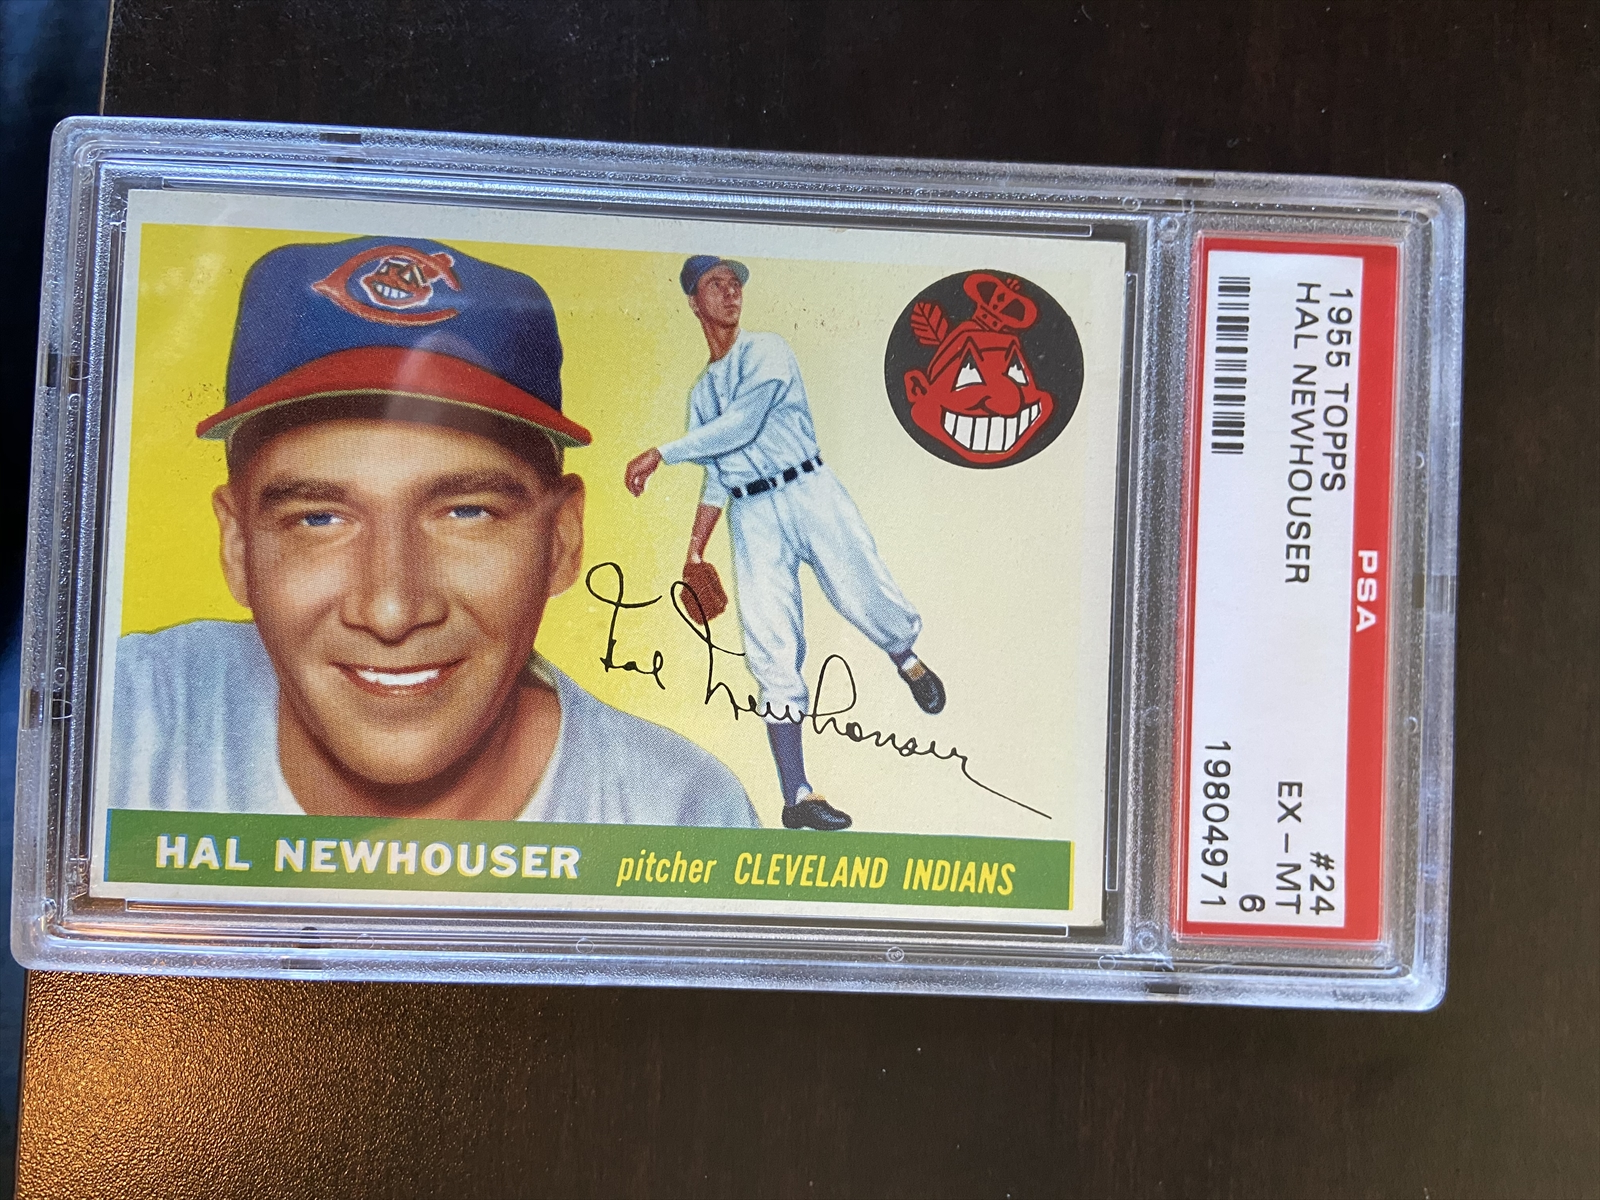 1955 TOPPS #24
HAL NEWHOUSER EX-MT
6
19804971
PSA
Hal Newhouser
HAL NEWHOUSER pitcher CLEVELAND INDIANS